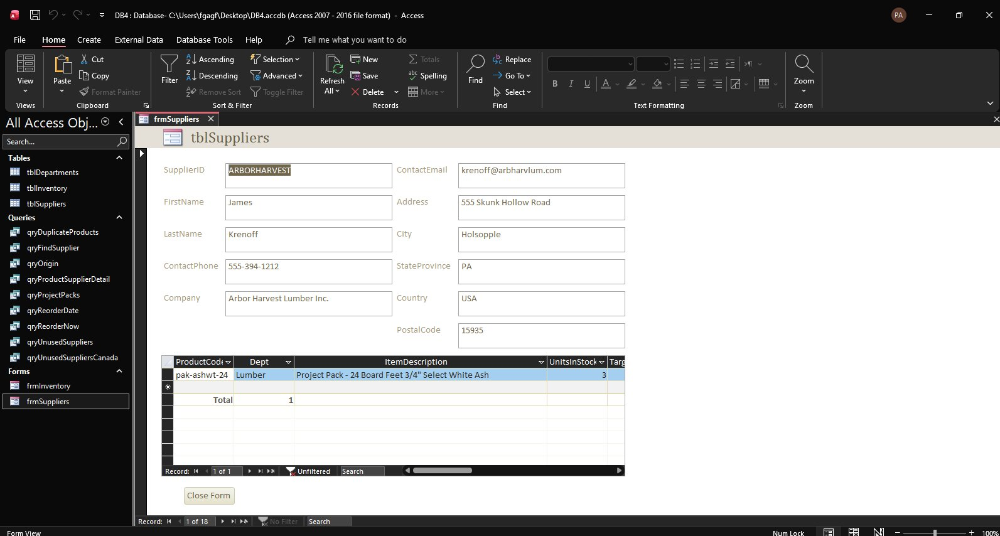 DB4 : Database- C:\Users\fgagf\Desktop\DB4.accdb (Access 2007 - 2016 file format) - Access
PA
File Home Create External Data Database Tools Help Tell me what you want to do
View
Views
Paste
Cut
Copy
Format Painter
Clipboard
Filter
Ascending
Descending
Remove Sort
Selection
Advanced
Toggle Filter
Sort & Filter
Refresh
All
New
Save
Delete
Totals
Spelling
More
Records
Find
Replace
Go To
Select
Find
B I U A
Text Formatting
Zoom
Zoom
All Access Obj...
Search...
Tables
tblDepartments
tblInventory
tblSuppliers
Queries
qryDuplicateProducts
qryFindSupplier
qryOrigin
qryProductSupplierDetail
qryProjectPacks
qryReorderDate
qryReorderNow
qryUnusedSuppliers
qryUnusedSuppliersCanada
Forms
frmInventory
frmSuppliers
frmSuppliers
tblSuppliers
SupplierID ARBORHARVEST ContactEmail krenoff@arbharvlum.com
FirstName James Address 555 Skunk Hollow Road
LastName Krenoff City Holsopple
ContactPhone 555-394-1212 StateProvince PA
Company Arbor Harvest Lumber Inc. Country USA
PostalCode 15935
ProductCode Dept ItemDescription UnitsInStock Targ
pak-ashwt-24 Lumber Project Pack - 24 Board Feet 3/4" Select White Ash 3
Total 1
Record: 1 of 1 Unfiltered Search
Close Form
Record: 1 of 18 No Filter Search
Form View Num Lock 100%